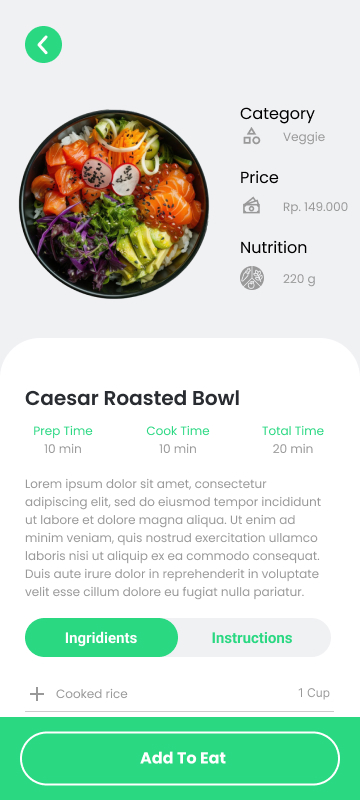 Category
Veggie
Price
Rp. 149.000
Nutrition
220 g
Caesar Roasted Bowl
Prep Time
10 min
Cook Time
10 min
Total Time
20 min
Lorem ipsum dolor sit amet, consectetur
adipiscing elit, sed do eiusmod tempor incididunt
ut labore et dolore magna aliqua. Ut enim ad
minim veniam, quis nostrud exercitation ullamco
laboris nisi ut aliquip ex ea commodo consequat.
Duis aute irure dolor in reprehenderit in voluptate
velit esse cillum dolore eu fugiat nulla pariatur.
Ingridients
Instructions
Cooked rice
1 Cup
Add To Eat